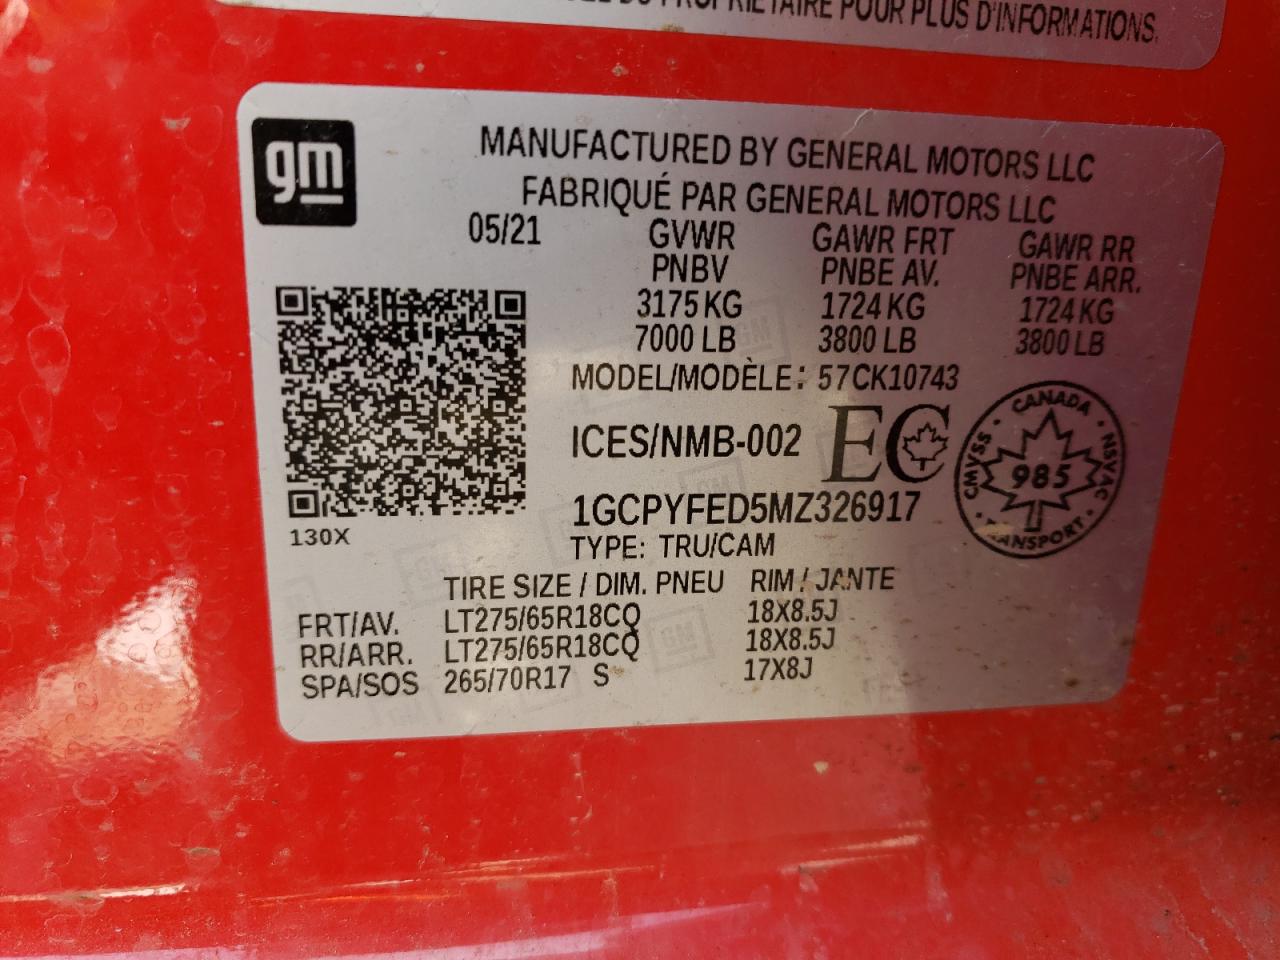 DU PROPRIÉTAIRE POUR PLUS D'INFORMATIONS.
gm
MANUFACTURED BY GENERAL MOTORS LLC
FABRIQUÉ PAR GENERAL MOTORS LLC
05/21 GVWR GAWR FRT GAWR RR
PNBV PNBE AV. PNBE ARR.
3175 KG 1724 KG 1724 KG
7000 LB 3800 LB 3800 LB
MODEL/MODÈLE: 57CK10743
ICES/NMB-002 EC
CANADA
CMVSS 985 NSVAC
TRANSPORT
1GCPYFED5MZ326917
130X
TYPE: TRU/CAM
TIRE SIZE / DIM. PNEU RIM / JANTE
FRT/AV. LT275/65R18CQ 18X8.5J
RR/ARR. LT275/65R18CQ 18X8.5J
SPA/SOS 265/70R17 S 17X8J